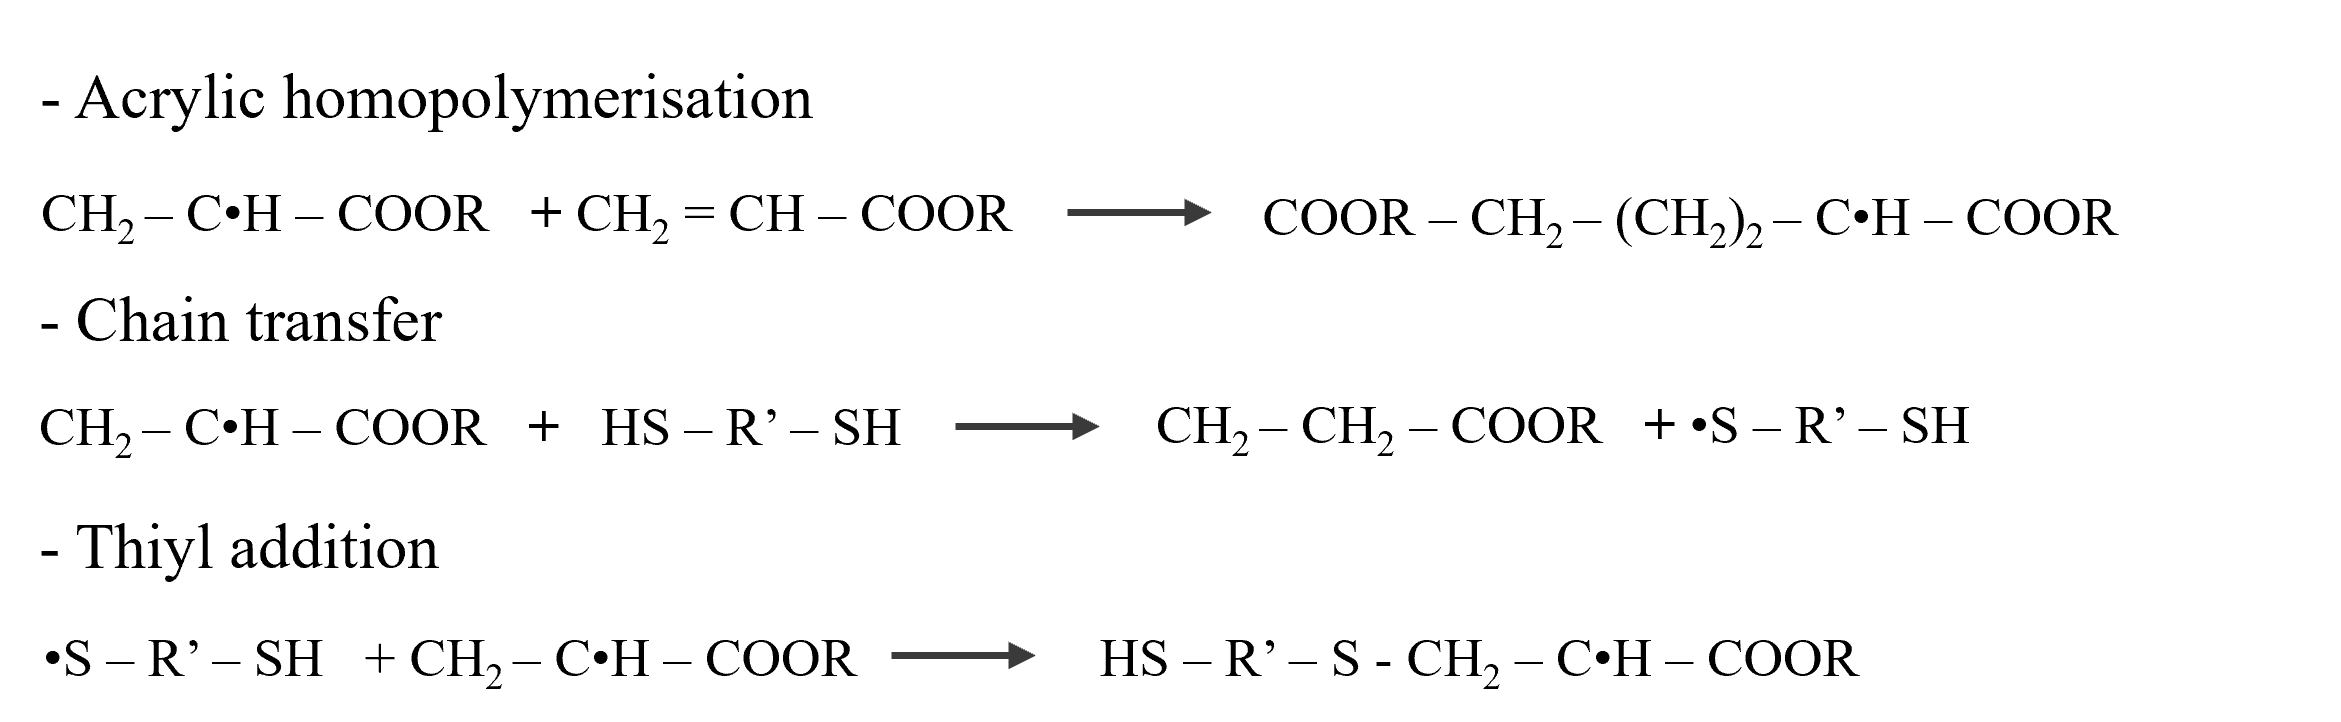 - Acrylic homopolymerisation
CH₂ – C•H – COOR + CH₂ = CH – COOR ⟶ COOR – CH₂ – (CH₂)₂ – C•H – COOR
- Chain transfer
CH₂ – C•H – COOR + HS – R’ – SH ⟶ CH₂ – CH₂ – COOR + •S – R’ – SH
- Thiyl addition
•S – R’ – SH + CH₂ – C•H – COOR ⟶ HS – R’ – S - CH₂ – C•H – COOR